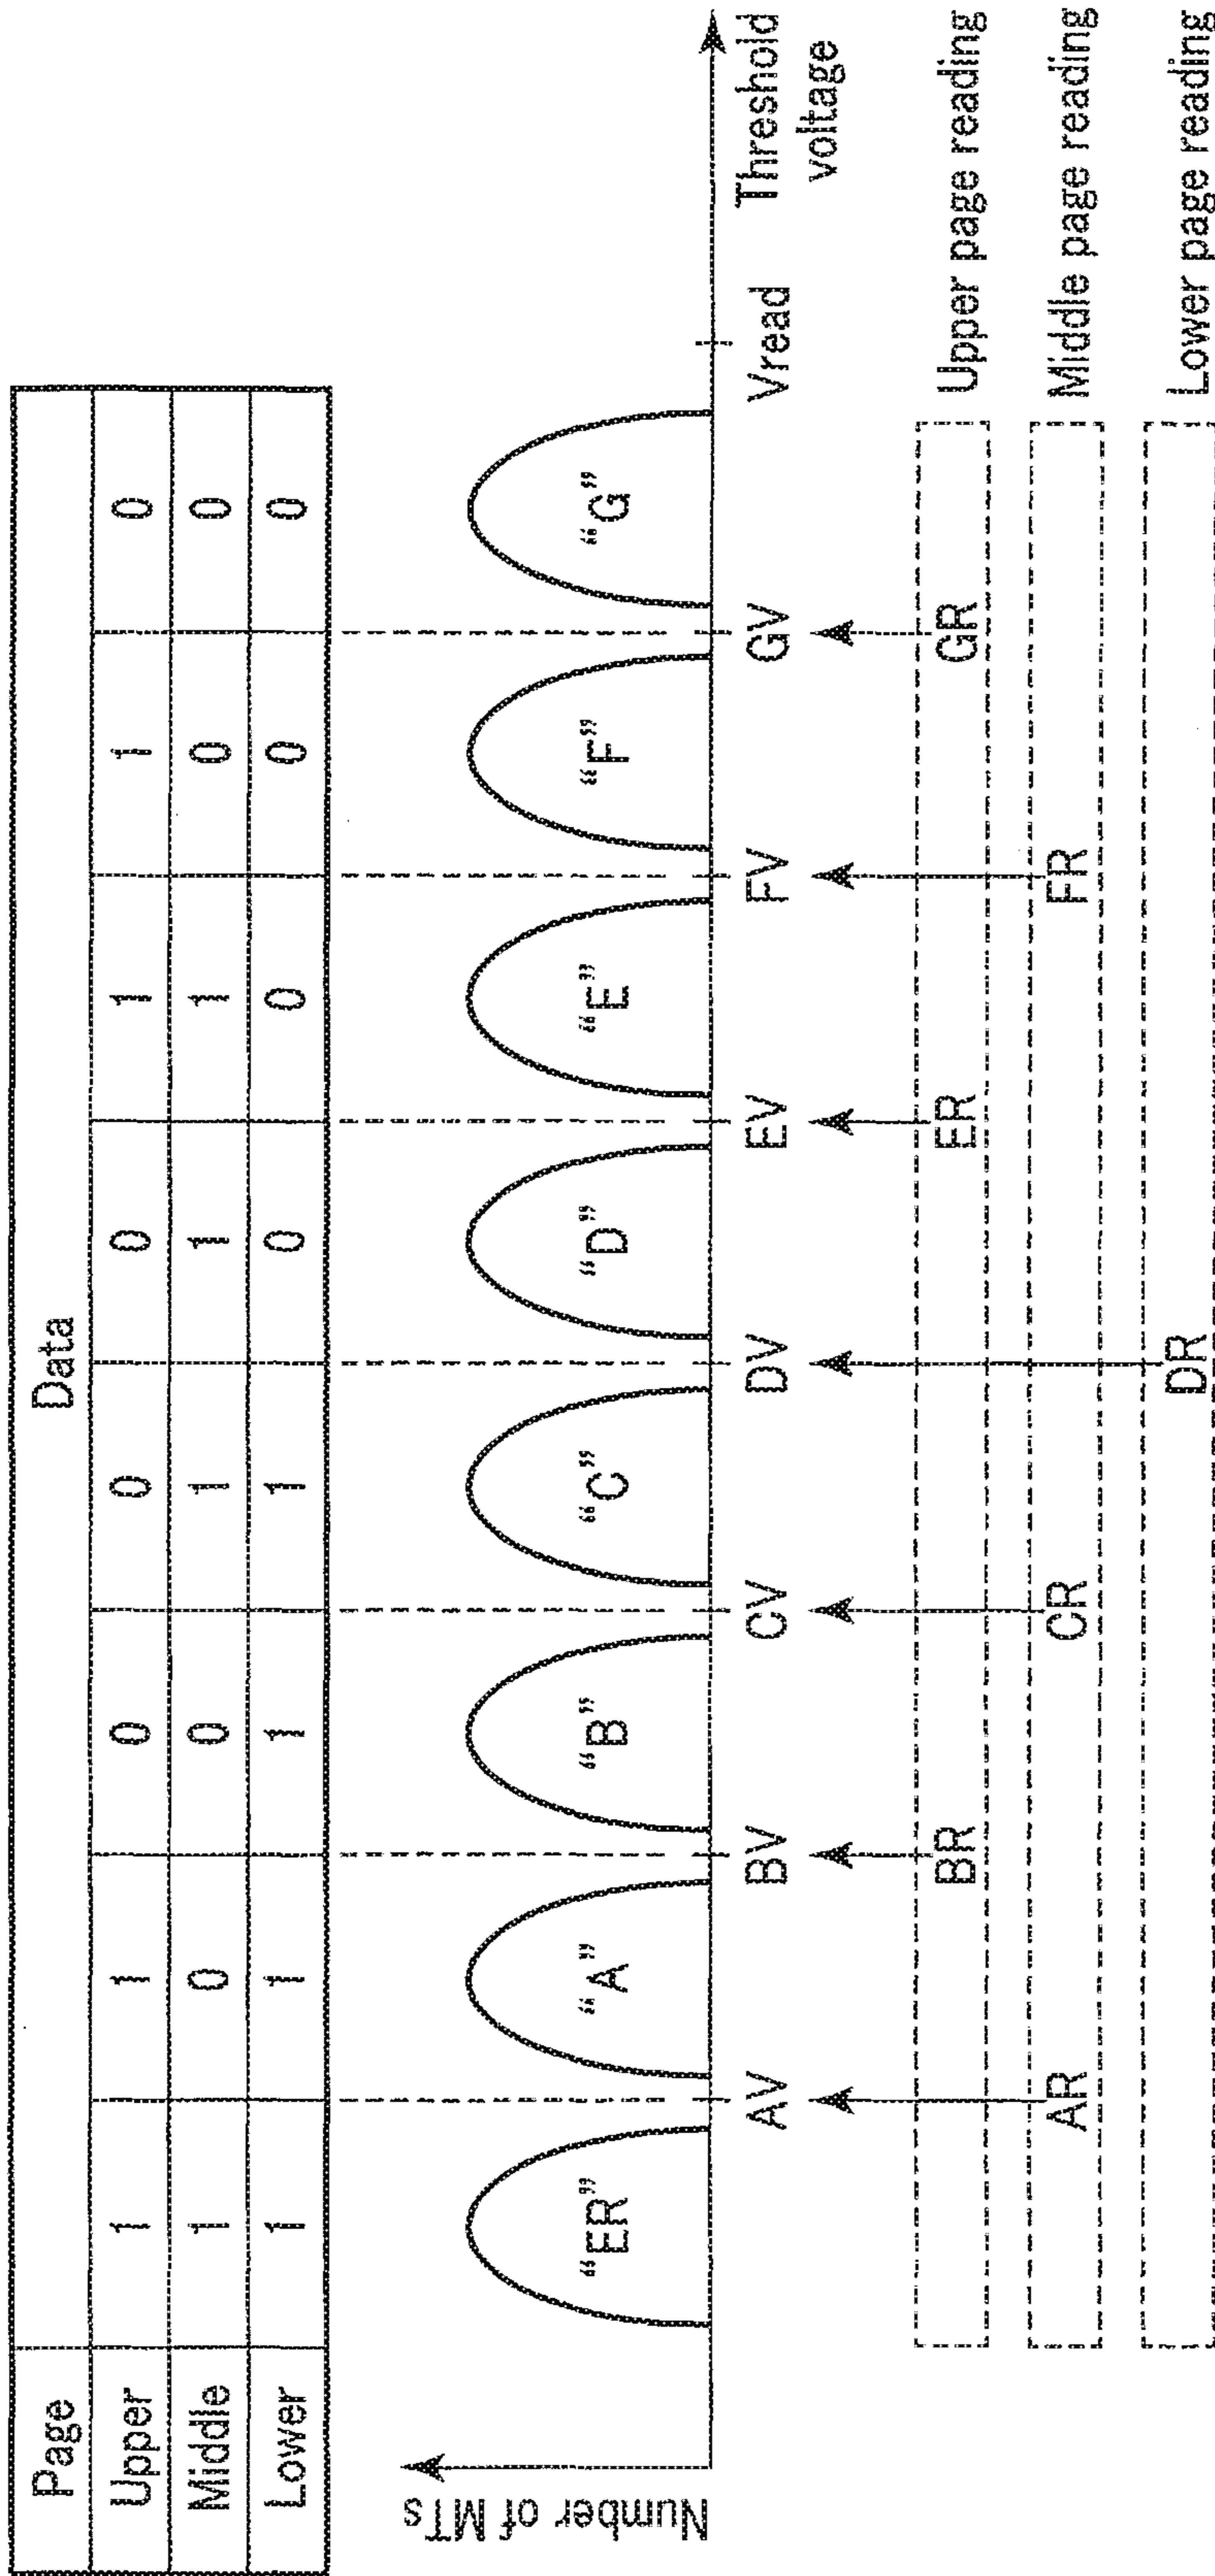 Page Data
Upper 1 1 0 0 0 1 1 0
Middle 1 0 0 1 1 1 0 0
Lower 1 1 1 1 0 0 0 0
Number of MTs
“ER” “A” “B” “C” “D” “E” “F” “G”
AV BV CV DV EV FV GV Vread Threshold
voltage
BR ER GR Upper page reading
AR CR FR Middle page reading
DR Lower page reading